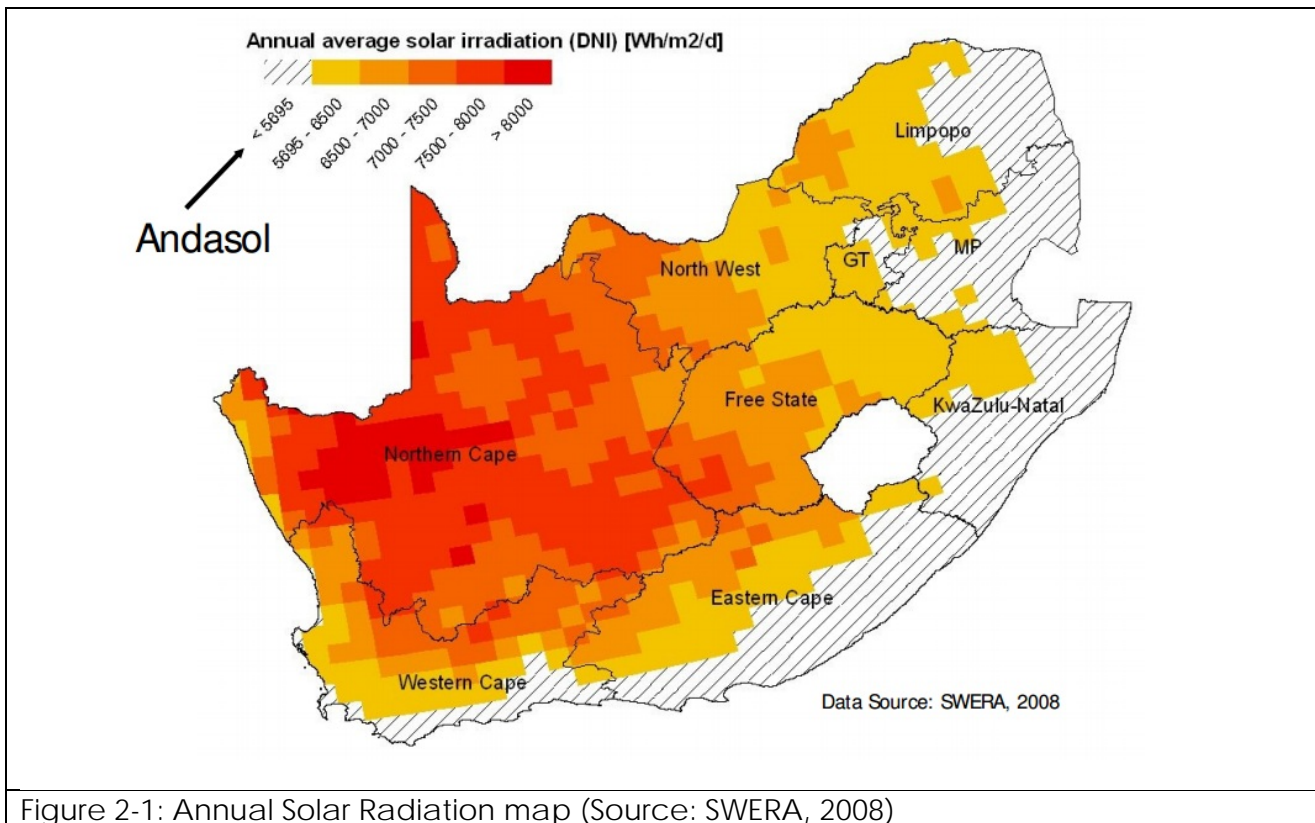 Annual average solar irradiation (DNI) [Wh/m2/d]
< 5695
5695 - 6500
6500 - 7000
7000 - 7500
7500 - 8000
> 8000
Andasol
Limpopo
MP
GT
North West
Free State
KwaZulu-Natal
Northern Cape
Eastern Cape
Western Cape
Data Source: SWERA, 2008
Figure 2-1: Annual Solar Radiation map (Source: SWERA, 2008)